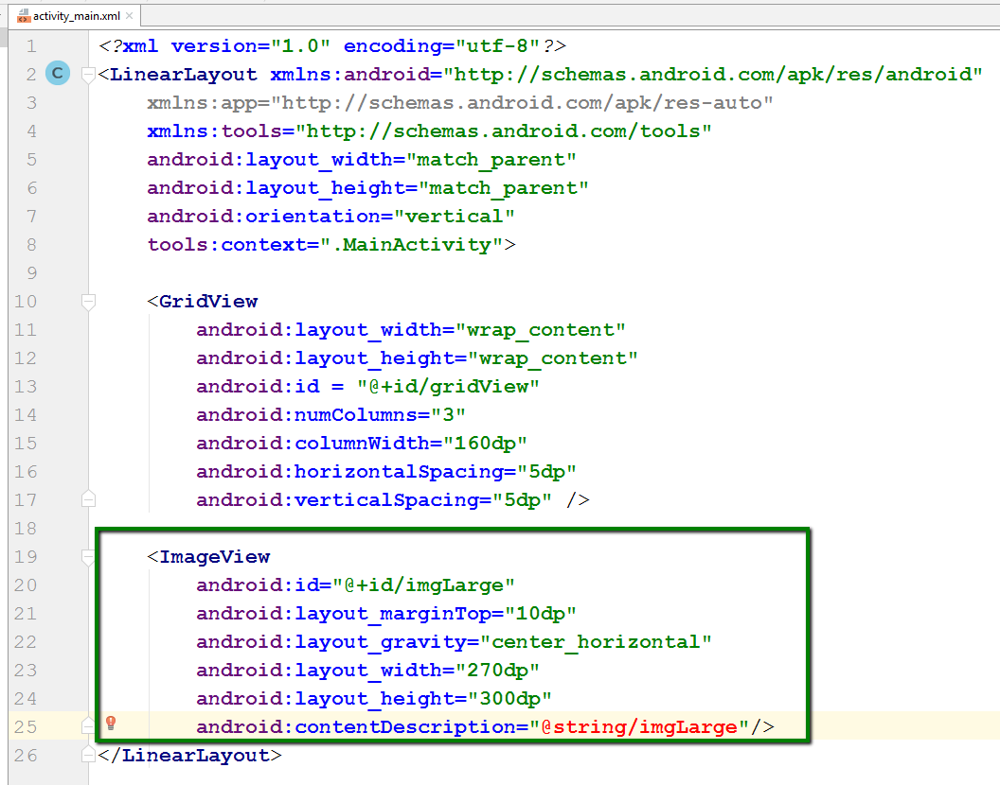 activity_main.xml
1 <?xml version="1.0" encoding="utf-8"?>
2 C <LinearLayout xmlns:android="http://schemas.android.com/apk/res/android"
3 xmlns:app="http://schemas.android.com/apk/res-auto"
4 xmlns:tools="http://schemas.android.com/tools"
5 android:layout_width="match_parent"
6 android:layout_height="match_parent"
7 android:orientation="vertical"
8 tools:context=".MainActivity">
9
10 <GridView
11 android:layout_width="wrap_content"
12 android:layout_height="wrap_content"
13 android:id = "@+id/gridView"
14 android:numColumns="3"
15 android:columnWidth="160dp"
16 android:horizontalSpacing="5dp"
17 android:verticalSpacing="5dp" />
18
19 <ImageView
20 android:id="@+id/imgLarge"
21 android:layout_marginTop="10dp"
22 android:layout_gravity="center_horizontal"
23 android:layout_width="270dp"
24 android:layout_height="300dp"
25 android:contentDescription="@string/imgLarge"/>
26 </LinearLayout>